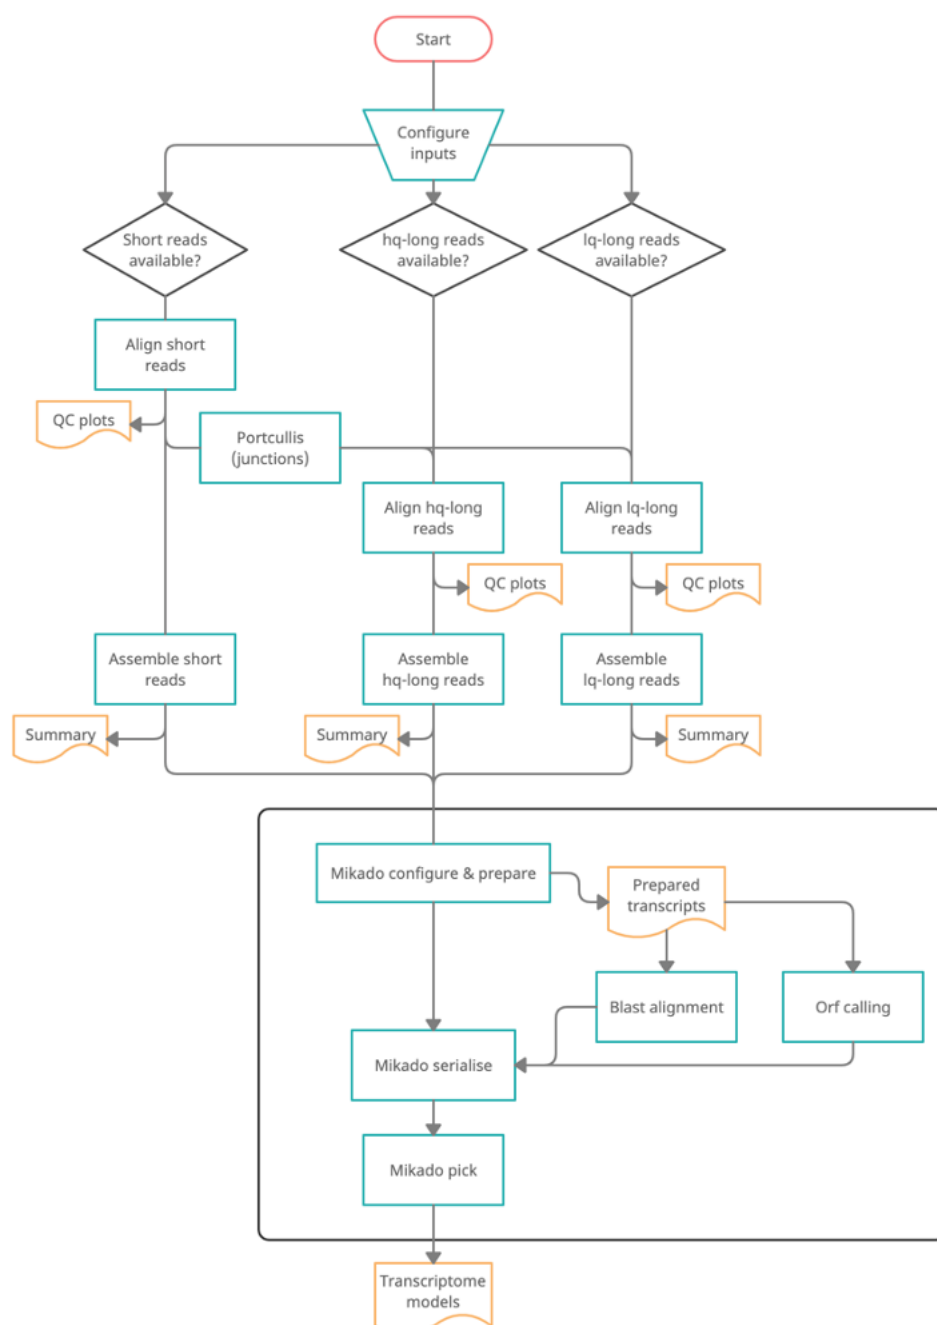 Start
Configure
inputs
Short reads
available?
hq-long reads
available?
lq-long reads
available?
Align short
reads
QC plots
Portcullis
(junctions)
Align hq-long
reads
Align lq-long
reads
QC plots
QC plots
Assemble short
reads
Assemble
hq-long reads
Assemble
lq-long reads
Summary
Summary
Summary
Mikado configure & prepare
Prepared
transcripts
Blast alignment
Orf calling
Mikado serialise
Mikado pick
Transcriptome
models